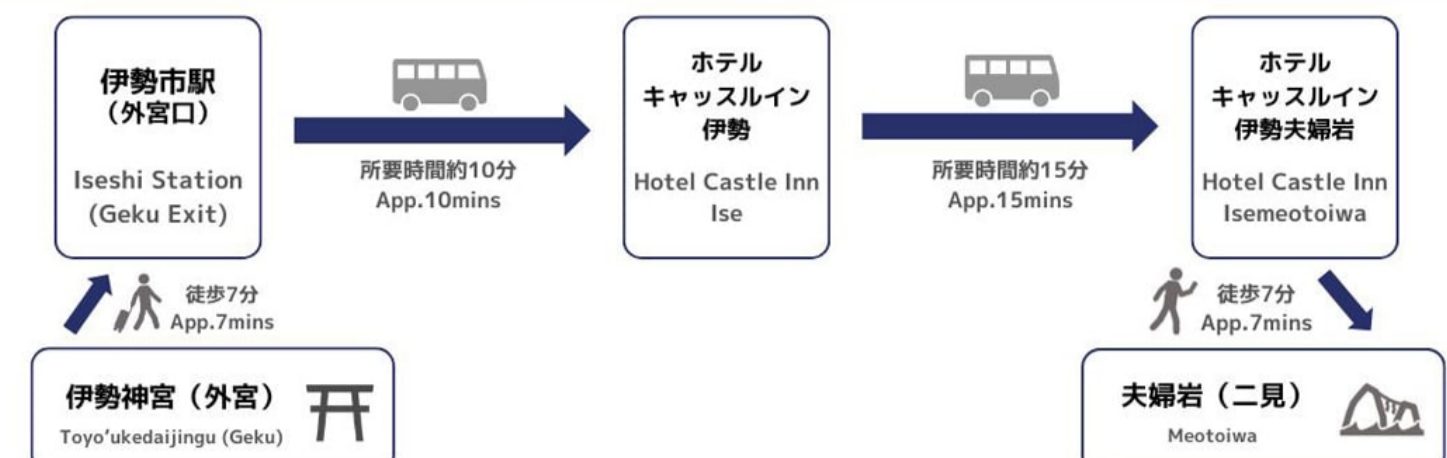 伊勢市駅
（外宮口）
Iseshi Station
(Geku Exit)
所要時間約10分
App.10mins
ホテル
キャッスルイン
伊勢
Hotel Castle Inn
Ise
所要時間約15分
App.15mins
ホテル
キャッスルイン
伊勢夫婦岩
Hotel Castle Inn
Isemeotoiwa
徒歩7分
App.7mins
徒歩7分
App.7mins
伊勢神宮（外宮）
Toyo’ukedaijingu (Geku)
夫婦岩（二見）
Meotoiwa